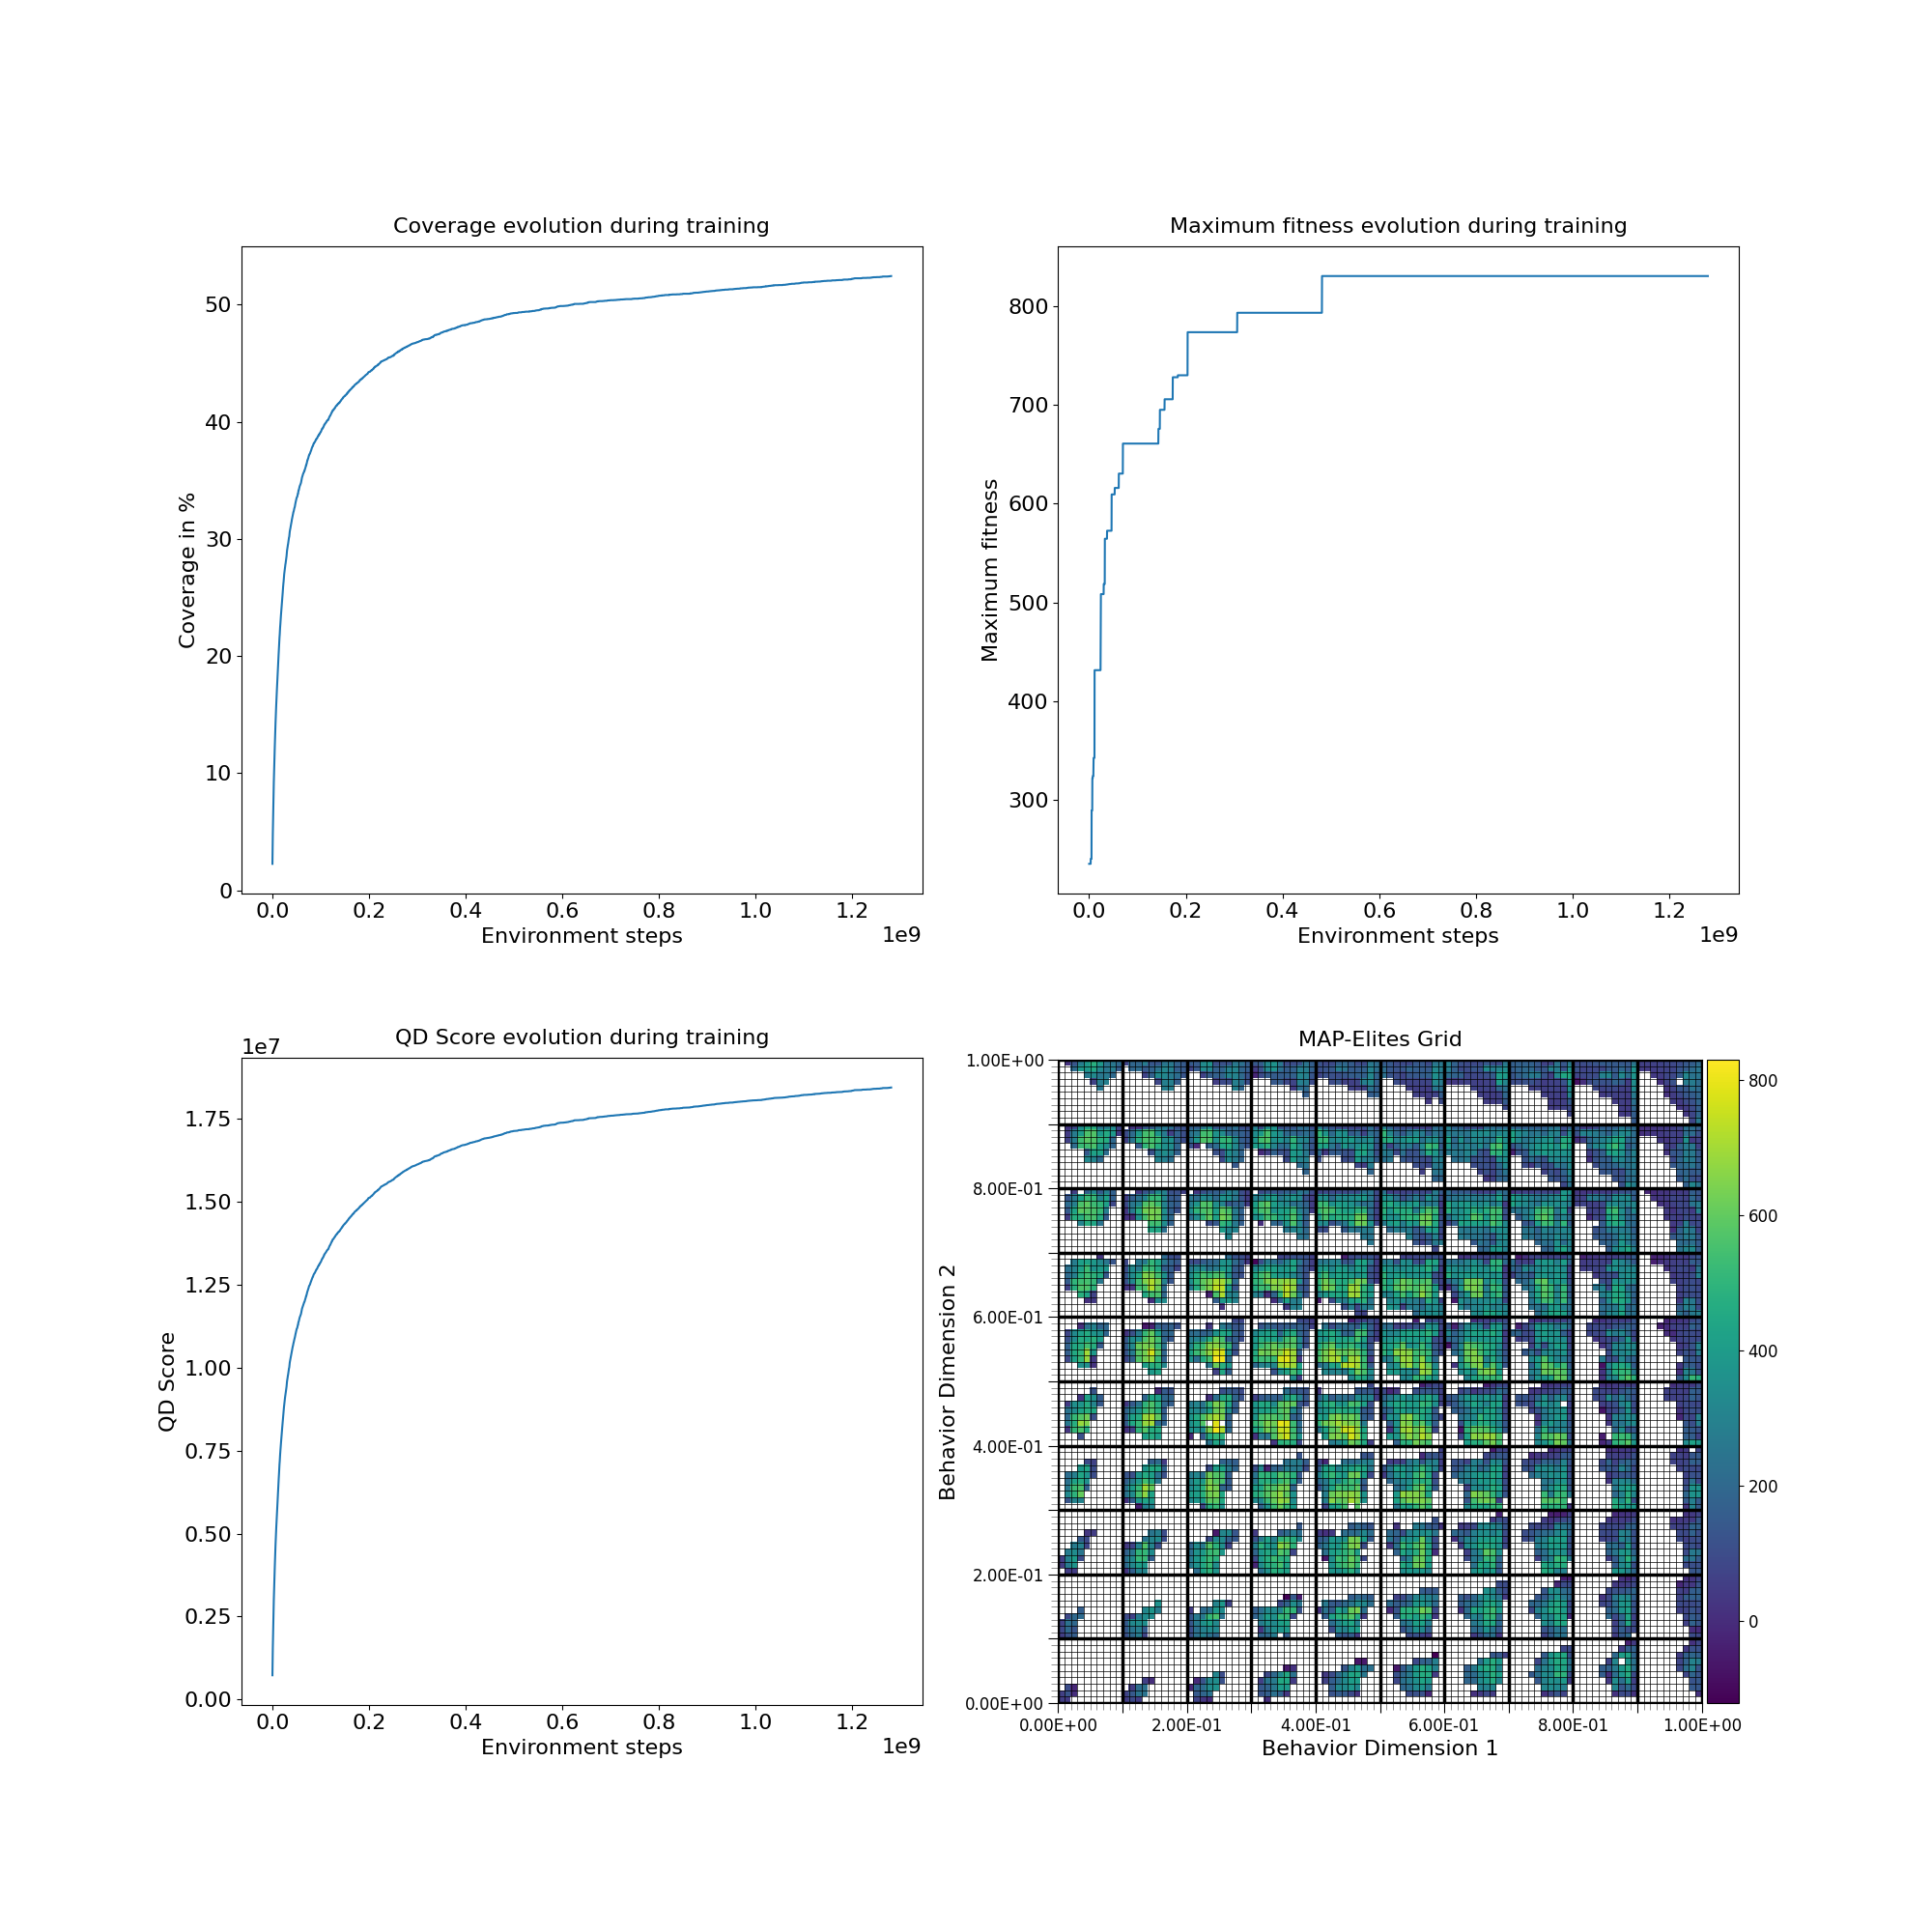 Coverage evolution during training
Coverage in %
50
40
30
20
10
0
0.0 0.2 0.4 0.6 0.8 1.0 1.2
Environment steps
1e9
Maximum fitness evolution during training
Maximum fitness
800
700
600
500
400
300
0.0 0.2 0.4 0.6 0.8 1.0 1.2
Environment steps
1e9
QD Score evolution during training
1e7
QD Score
1.75
1.50
1.25
1.00
0.75
0.50
0.25
0.00
0.0 0.2 0.4 0.6 0.8 1.0 1.2
Environment steps
1e9
MAP-Elites Grid
Behavior Dimension 2
1.00E+00
8.00E-01
6.00E-01
4.00E-01
2.00E-01
0.00E+00
0.00E+00 2.00E-01 4.00E-01 6.00E-01 8.00E-01 1.00E+00
Behavior Dimension 1
800
600
400
200
0